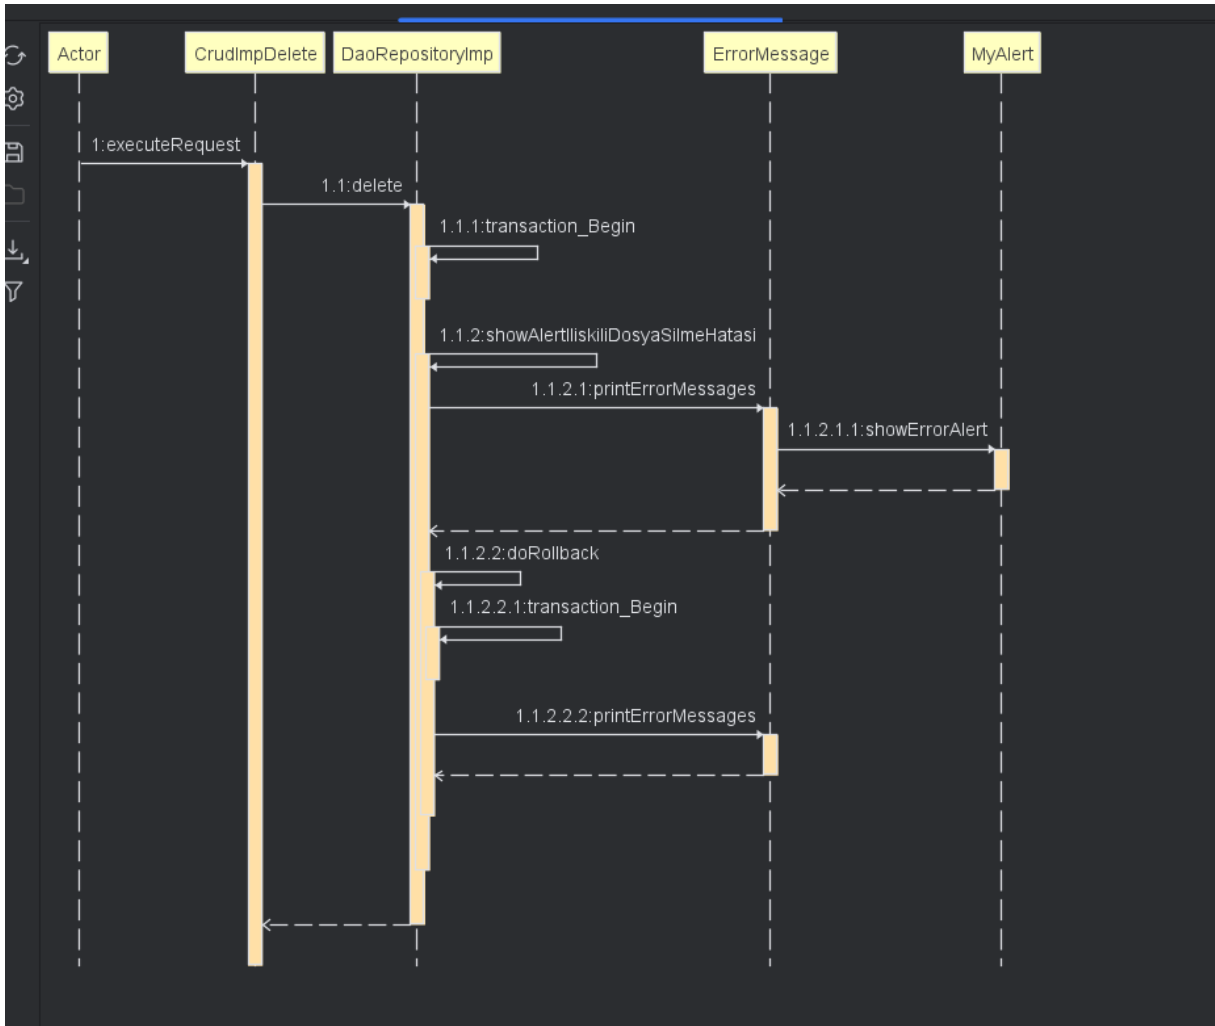 Actor
CrudImpDelete
DaoRepositoryImp
ErrorMessage
MyAlert
1:executeRequest
1.1:delete
1.1.1:transaction_Begin
1.1.2:showAlertIliskiliDosyaSilmeHatasi
1.1.2.1:printErrorMessages
1.1.2.1.1:showErrorAlert
1.1.2.2:doRollback
1.1.2.2.1:transaction_Begin
1.1.2.2.2:printErrorMessages